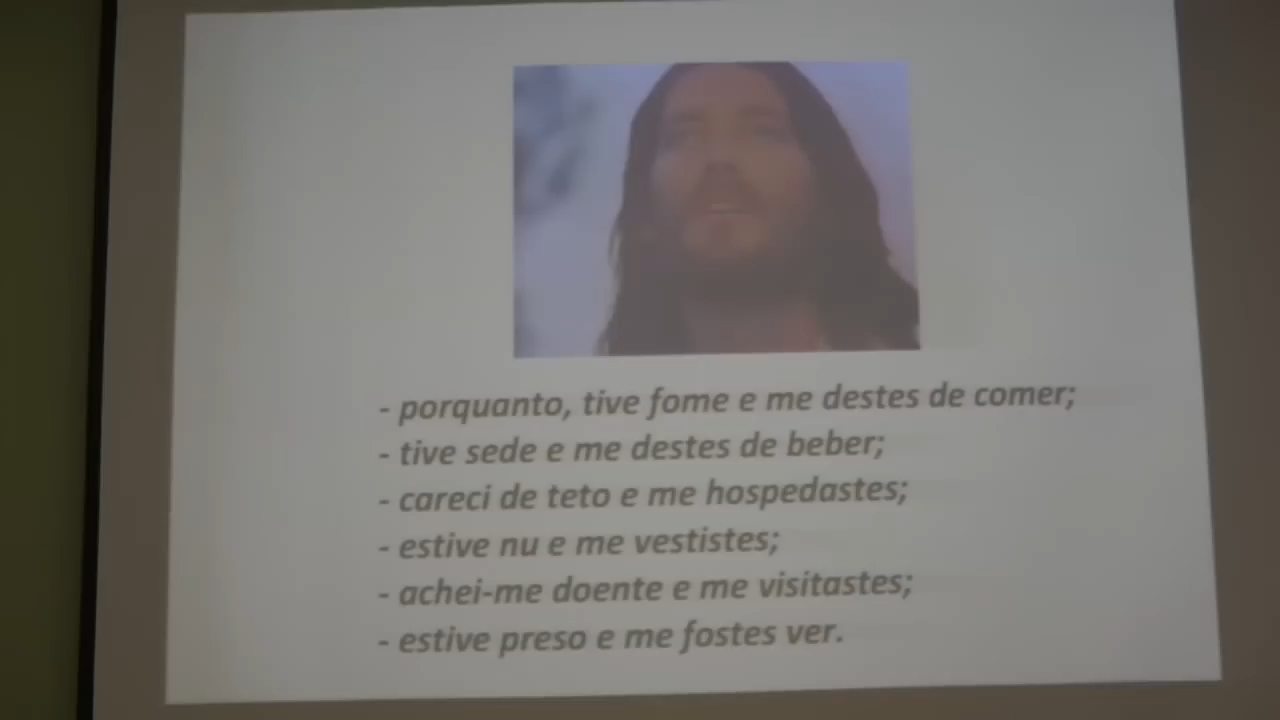 - porquanto, tive fome e me destes de comer;
- tive sede e me destes de beber;
- careci de teto e me hospedastes;
- estive nu e me vestistes;
- achei-me doente e me visitastes;
- estive preso e me fostes ver.